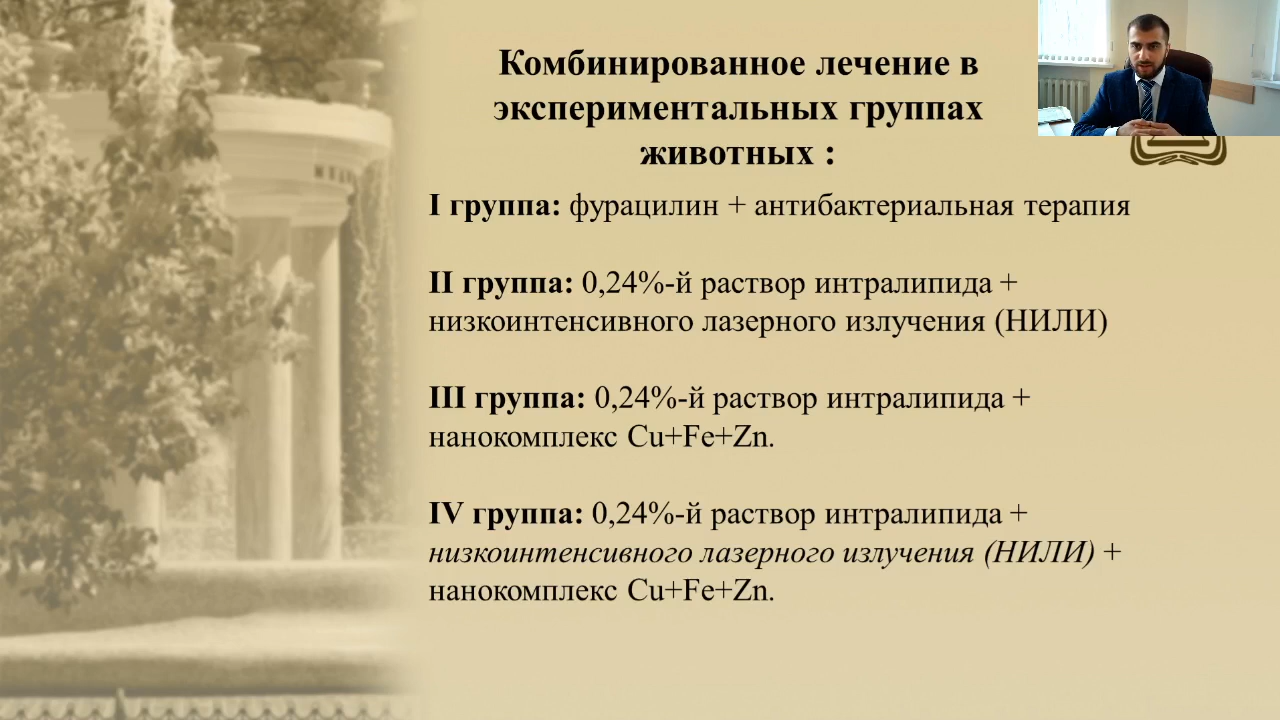 Комбинированное лечение в
экспериментальных группах
животных :
I группа: фурацилин + антибактериальная терапия
II группа: 0,24%-й раствор интралипида +
низкоинтенсивного лазерного излучения (НИЛИ)
III группа: 0,24%-й раствор интралипида +
нанокомплекс Cu+Fe+Zn.
IV группа: 0,24%-й раствор интралипида +
низкоинтенсивного лазерного излучения (НИЛИ) +
нанокомплекс Cu+Fe+Zn.